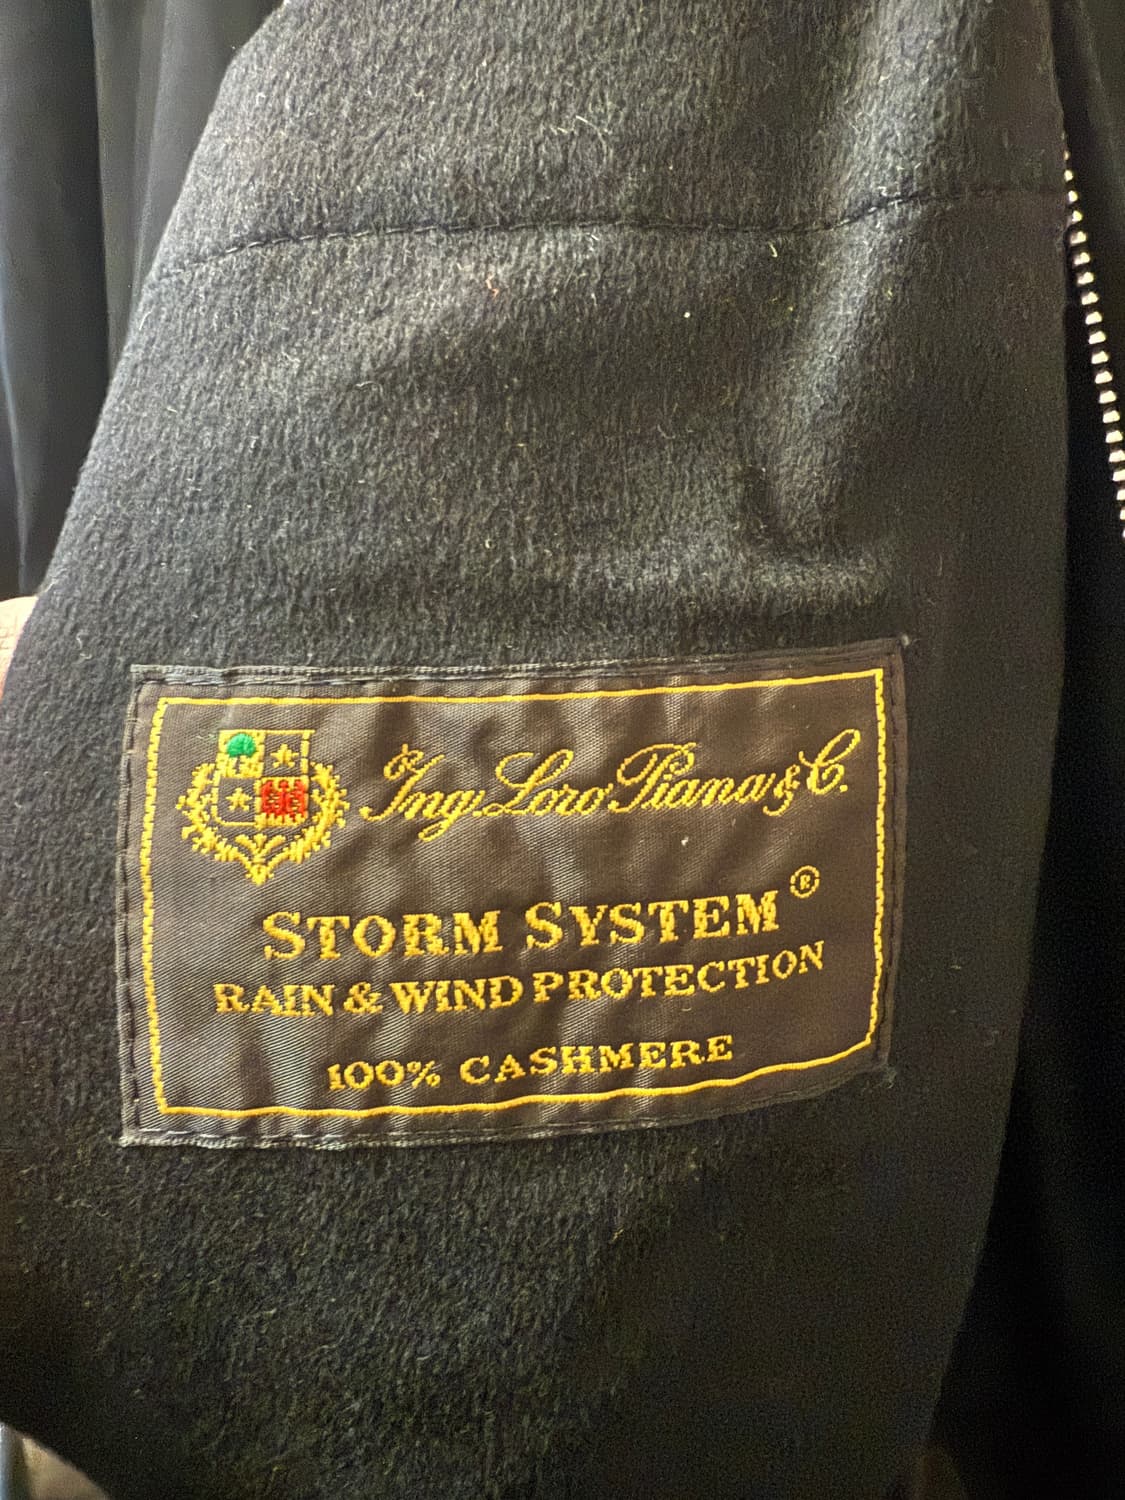 Ing. Loro Piana & C.
STORM SYSTEM ®
RAIN & WIND PROTECTION
100% CASHMERE